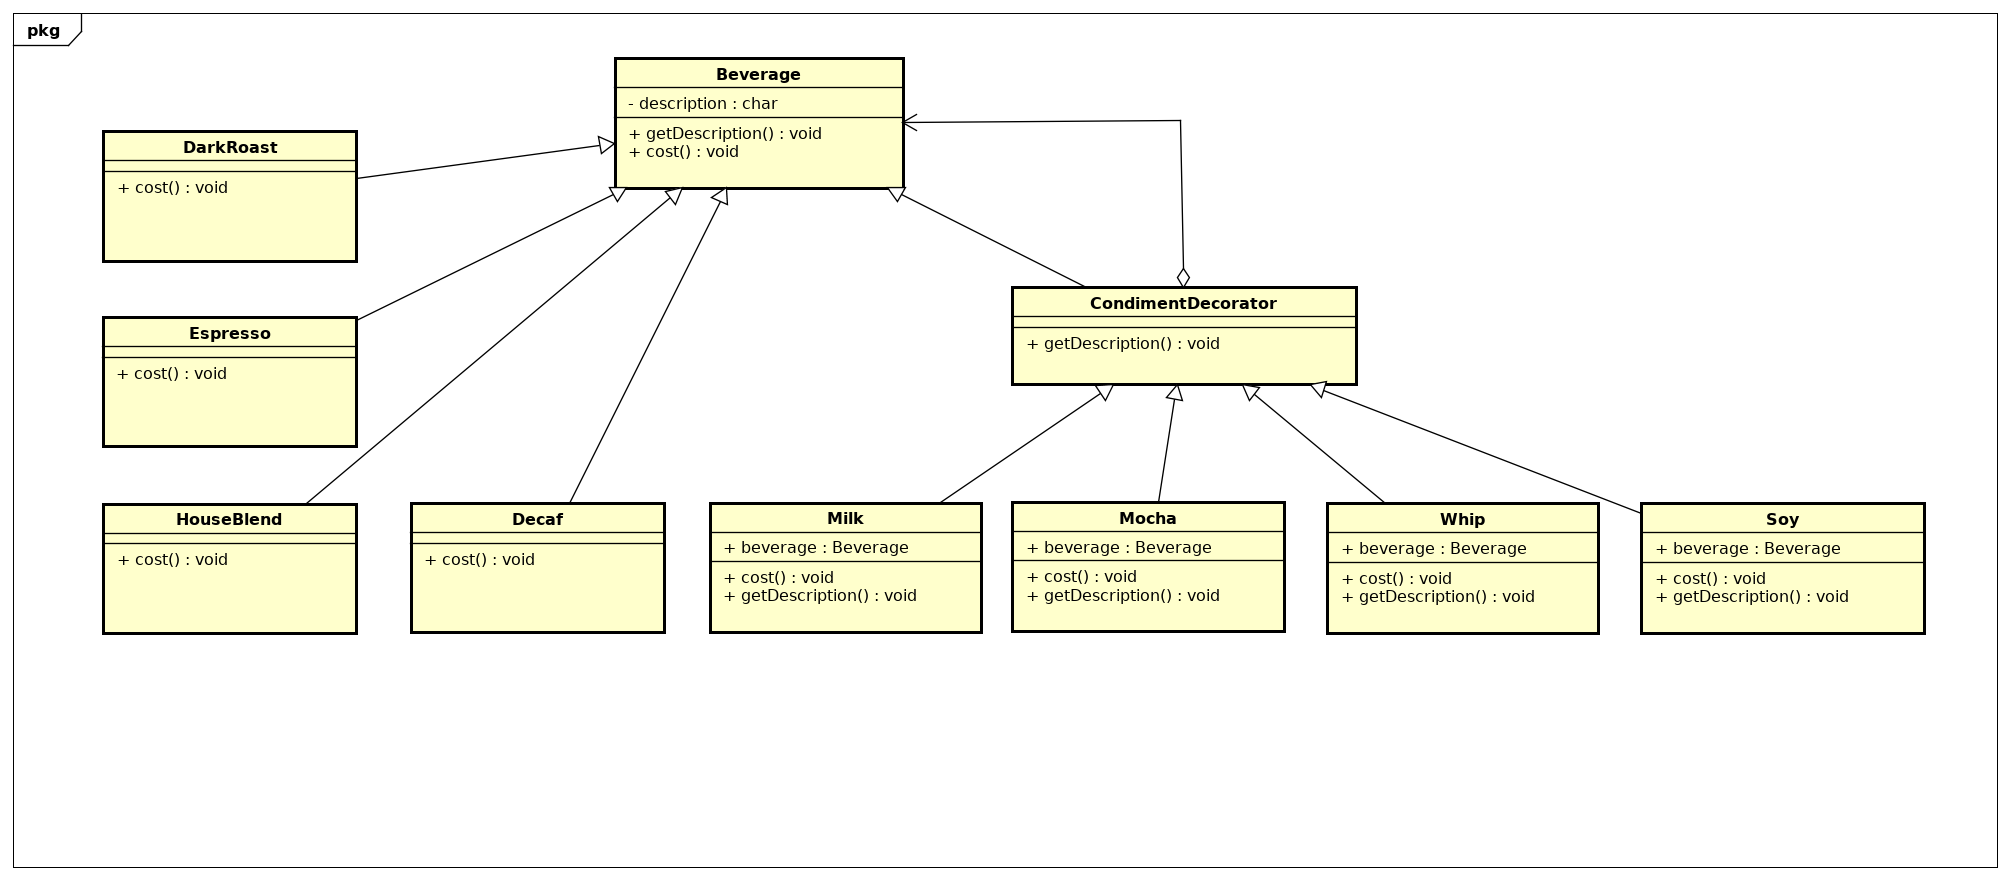 pkg
Beverage
- description : char
+ getDescription() : void
+ cost() : void
DarkRoast
+ cost() : void
Espresso
+ cost() : void
CondimentDecorator
+ getDescription() : void
HouseBlend
+ cost() : void
Decaf
+ cost() : void
Milk
+ beverage : Beverage
+ cost() : void
+ getDescription() : void
Mocha
+ beverage : Beverage
+ cost() : void
+ getDescription() : void
Whip
+ beverage : Beverage
+ cost() : void
+ getDescription() : void
Soy
+ beverage : Beverage
+ cost() : void
+ getDescription() : void